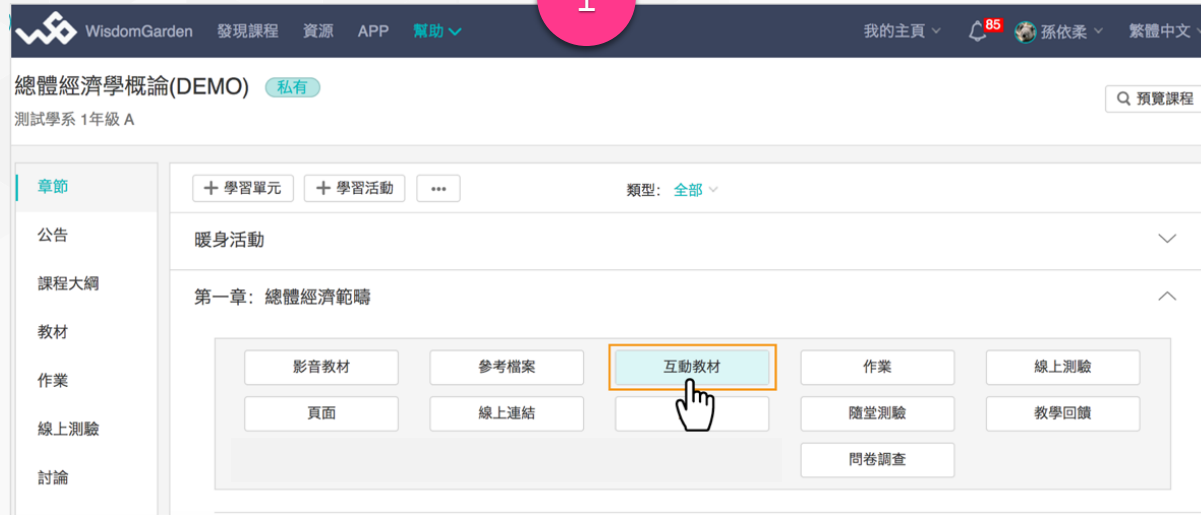 1
WisdomGarden 發現課程 資源 APP 幫助 我的主頁 85 孫依柔 繁體中文
總體經濟學概論(DEMO) 私有
預覽課程
測試學系 1年級 A
章節
公告
課程大綱
教材
作業
線上測驗
討論
+ 學習單元 + 學習活動 ••• 類型: 全部
暖身活動
第一章: 總體經濟範疇
影音教材 參考檔案 互動教材 作業 線上測驗
頁面 線上連結 隨堂測驗 教學回饋
問卷調查